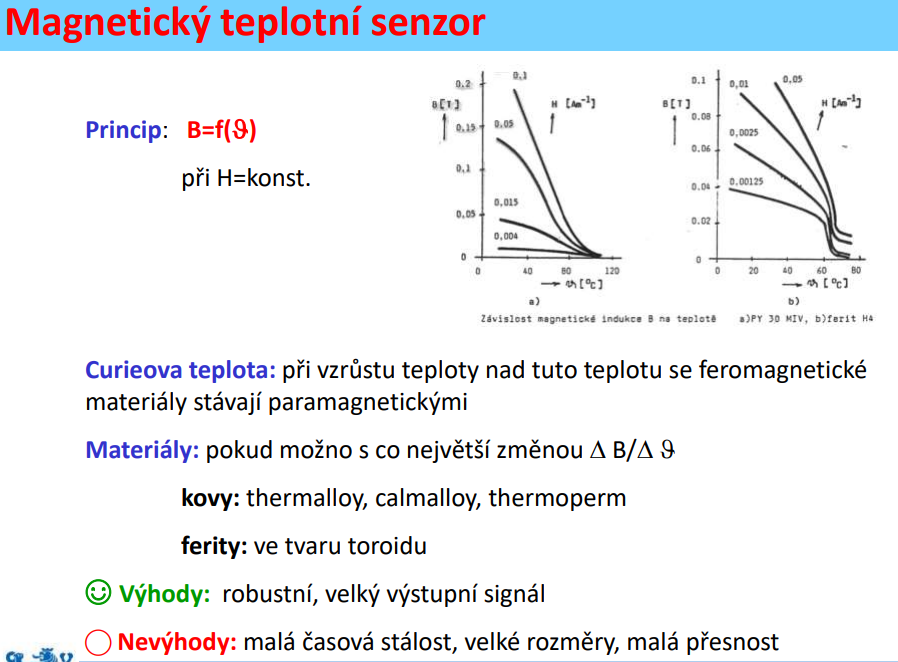 Magnetický teplotní senzor
Princip: B=f(ϑ)
při H=konst.
0,2
0,15
0,1
0,05
0
B[T]
0,1
0,05
0,015
0,004
H [Am⁻¹]
0 40 80 120
ϑ [°C]
a)
0.1
0.08
0.06
0.04
0.02
0
B[T]
0,01
0,05
0,0025
0,00125
H [Am⁻¹]
0 20 40 60 80
ϑ [°C]
b)
Závislost magnetické indukce B na teplotě a)PY 30 MIV, b)ferit H4
Curieova teplota: při vzrůstu teploty nad tuto teplotu se feromagnetické
materiály stávají paramagnetickými
Materiály: pokud možno s co největší změnou Δ B/Δ ϑ
kovy: thermalloy, calmalloy, thermoperm
ferity: ve tvaru toroidu
Výhody: robustní, velký výstupní signál
Nevýhody: malá časová stálost, velké rozměry, malá přesnost